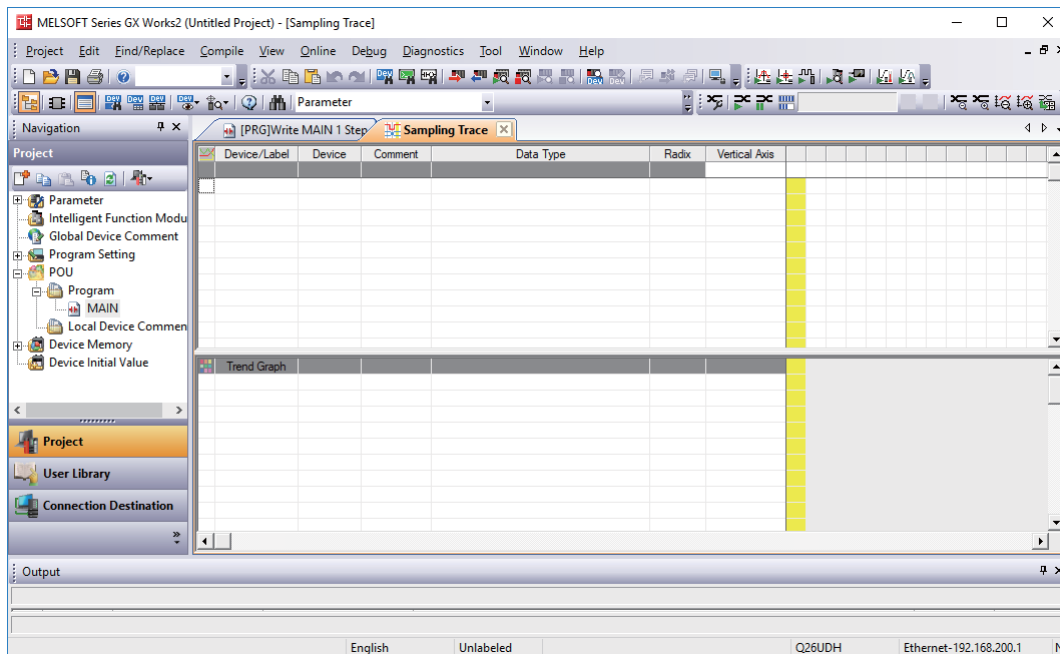 MELSOFT Series GX Works2 (Untitled Project) - [Sampling Trace]
Project Edit Find/Replace Compile View Online Debug Diagnostics Tool Window Help
Parameter
Navigation
[PRG]Write MAIN 1 Step
Sampling Trace
Project
Device/Label Device Comment Data Type Radix Vertical Axis
Parameter
Intelligent Function Modu
Global Device Comment
Program Setting
POU
Program
MAIN
Local Device Commen
Device Memory
Device Initial Value
Trend Graph
Project
User Library
Connection Destination
Output
English Unlabeled Q26UDH Ethernet-192.168.200.1